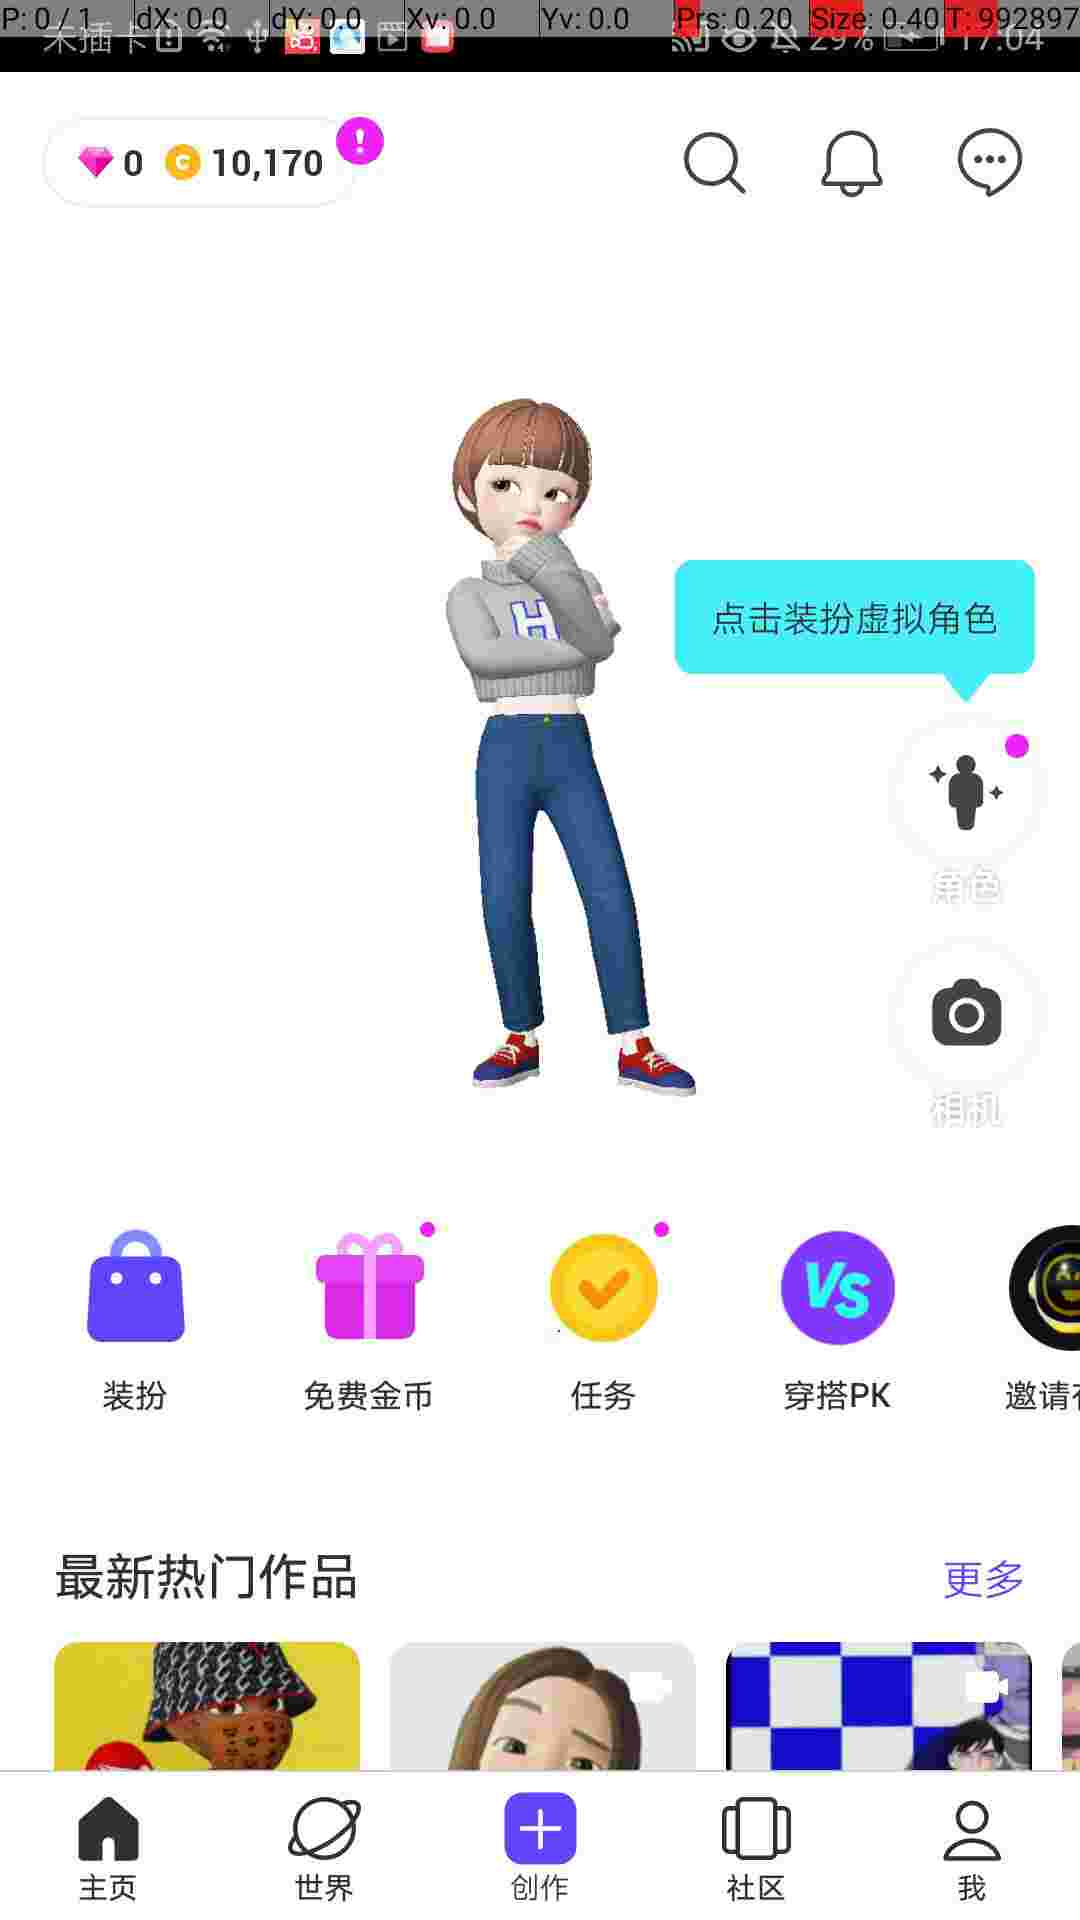 P: 0 / 1 dX: 0.0 dY: 0.0 Xv: 0.0 Yv: 0.0 Prs: 0.20 Size: 0.40 T: 992897
未插卡 29% 17:04
0 C 10,170 !
H
点击装扮虚拟角色
角色
相机
VS
装扮 免费金币 任务 穿搭PK 邀请
最新热门作品 更多
主页 世界 创作 社区 我